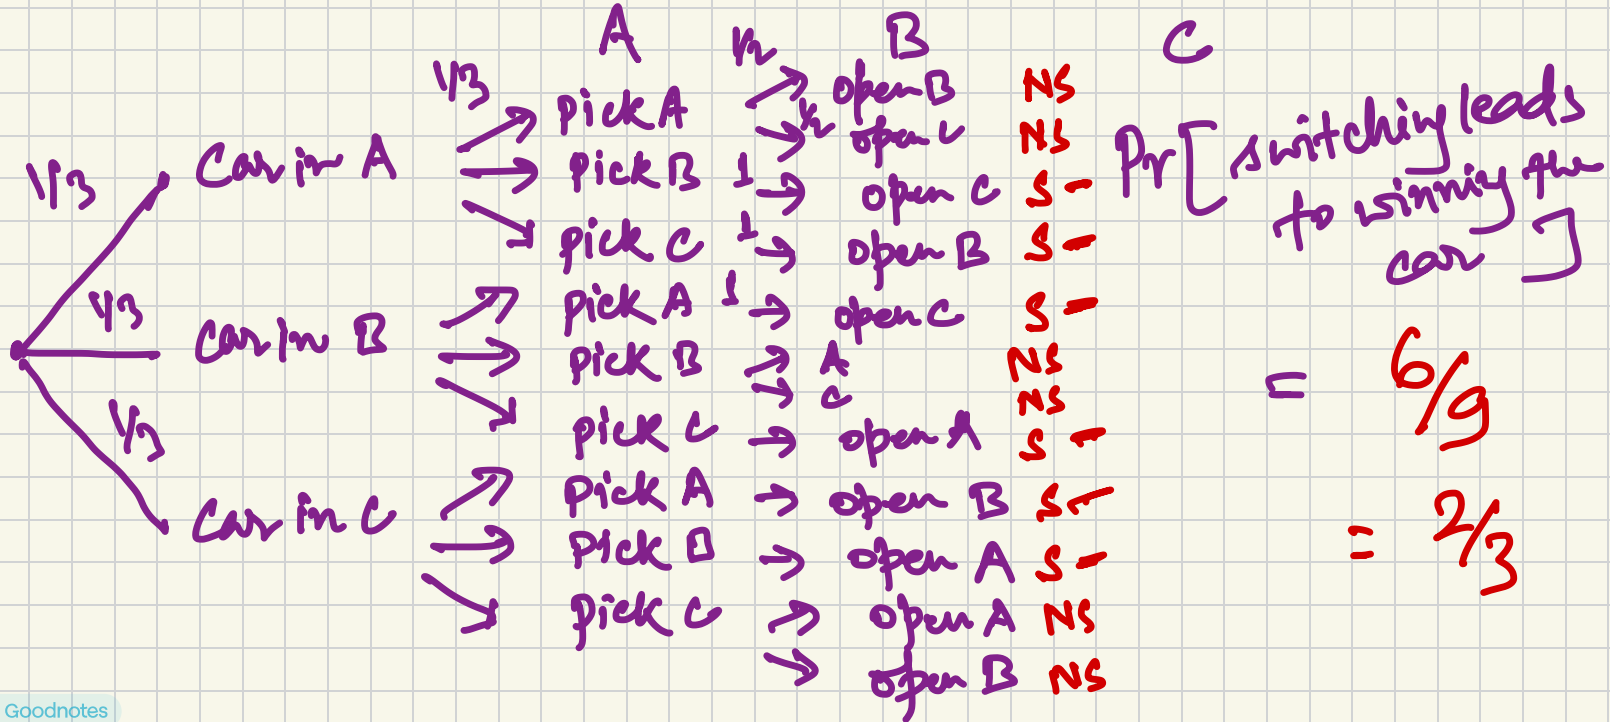 A B C
1/3 1/2
pick A open B NS
1/2 open C NS
1/3 Car in A pick B 1 open C S -
pick C 1 open B S -
Pr[switching leads
to winning the
car]
pick A 1 open C S -
1/3 Car in B pick B A NS
C NS
pick C open A S -
= 6/9
1/3 pick A open B S -
Car in C pick B open A S -
pick C open A NS
open B NS
= 2/3
Goodnotes